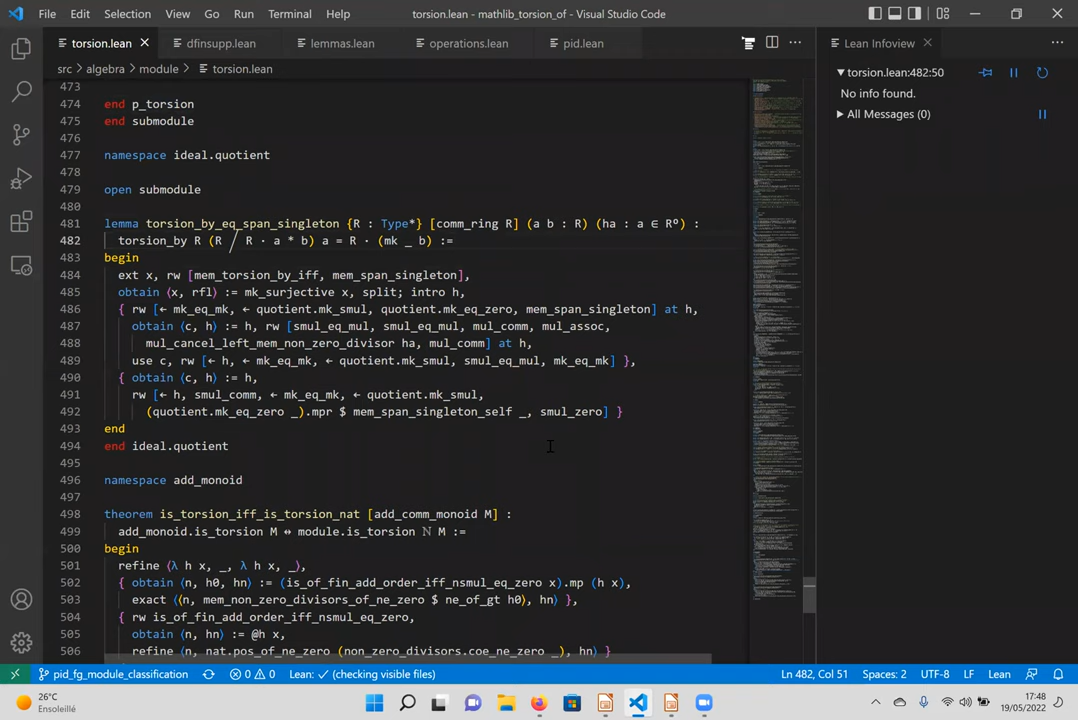 File Edit Selection View Go Run Terminal Help torsion.lean - mathlib_torsion_of - Visual Studio Code
torsion.lean dfinsupp.lean lemmas.lean operations.lean pid.lean Lean Infoview
src > algebra > module > torsion.lean
torsion.lean:482:50
No info found.
All Messages (0)
473
474 end p_torsion
475 end submodule
476
477 namespace ideal.quotient
478
479 open submodule
480
481 lemma torsion_by_eq_span_singleton {R : Type*} [comm_ring R] (a b : R) (ha : a ∈ R⁰) :
482 torsion_by R (R ⧸ R ∙ a * b) a = R ∙ (mk _ b) :=
483 begin
484 ext x, rw [mem_torsion_by_iff, mem_span_singleton],
485 obtain ⟨x, rfl⟩ := mk_surjective x, split; intro h,
486 { rw [← mk_eq_mk, ← quotient.mk_smul, quotient.mk_eq_zero, mem_span_singleton] at h,
487 obtain ⟨c, h⟩ := h, rw [smul_eq_mul, smul_eq_mul, mul_comm, mul_assoc,
488 mul_cancel_left_mem_non_zero_divisor ha, mul_comm] at h,
489 use c, rw [← h, ← mk_eq_mk, ← quotient.mk_smul, smul_eq_mul, mk_eq_mk] },
490 { obtain ⟨c, h⟩ := h,
491 rw [← h, smul_comm, ← mk_eq_mk, ← quotient.mk_smul,
492 (quotient.mk_eq_zero _).mpr $ mem_span_singleton_self _, smul_zero] }
493 end
494 end ideal.quotient
495
496 namespace add_monoid
497
498 theorem is_torsion_iff_is_torsion_nat [add_comm_monoid M] :
499 add_monoid.is_torsion M ↔ module.is_torsion ℕ M :=
500 begin
501 refine ⟨λ h x, _, λ h x, _⟩,
502 { obtain ⟨n, h0, hn⟩ := (is_of_fin_add_order_iff_nsmul_eq_zero x).mp (h x),
503 exact ⟨⟨n, mem_non_zero_divisors_of_ne_zero $ ne_of_gt h0⟩, hn⟩ },
504 { rw is_of_fin_add_order_iff_nsmul_eq_zero,
505 obtain ⟨n, hn⟩ := @h x,
506 refine ⟨n, nat.pos_of_ne_zero (non_zero_divisors.coe_ne_zero _), hn⟩ }
pid_fg_module_classification 0 0 Lean: ✓ (checking visible files) Ln 482, Col 51 Spaces: 2 UTF-8 LF Lean
26°C
Ensoleillé
17:48
19/05/2022